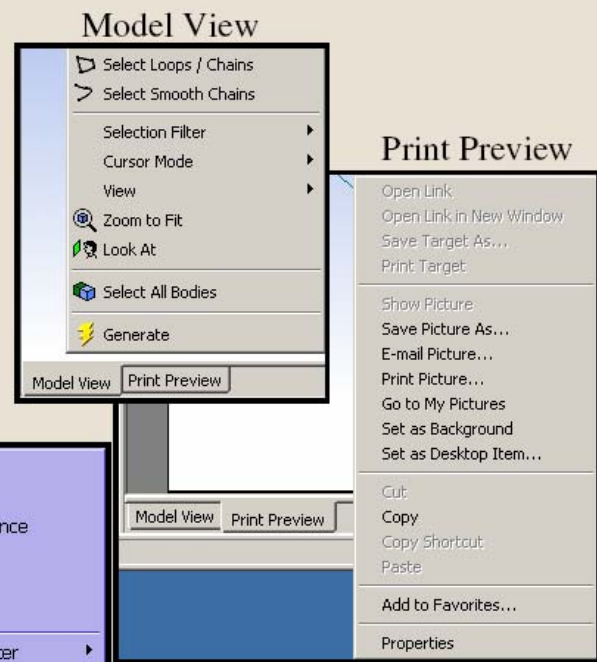 Model View
Select Loops / Chains
Select Smooth Chains
Selection Filter
Cursor Mode
View
Zoom to Fit
Look At
Select All Bodies
Generate
Model View
Print Preview
Print Preview
Open Link
Open Link in New Window
Save Target As...
Print Target
Show Picture
Save Picture As...
E-mail Picture...
Print Picture...
Go to My Pictures
Set as Background
Set as Desktop Item...
Cut
Copy
Copy Shortcut
Paste
Add to Favorites...
Properties
Model View
Print Preview